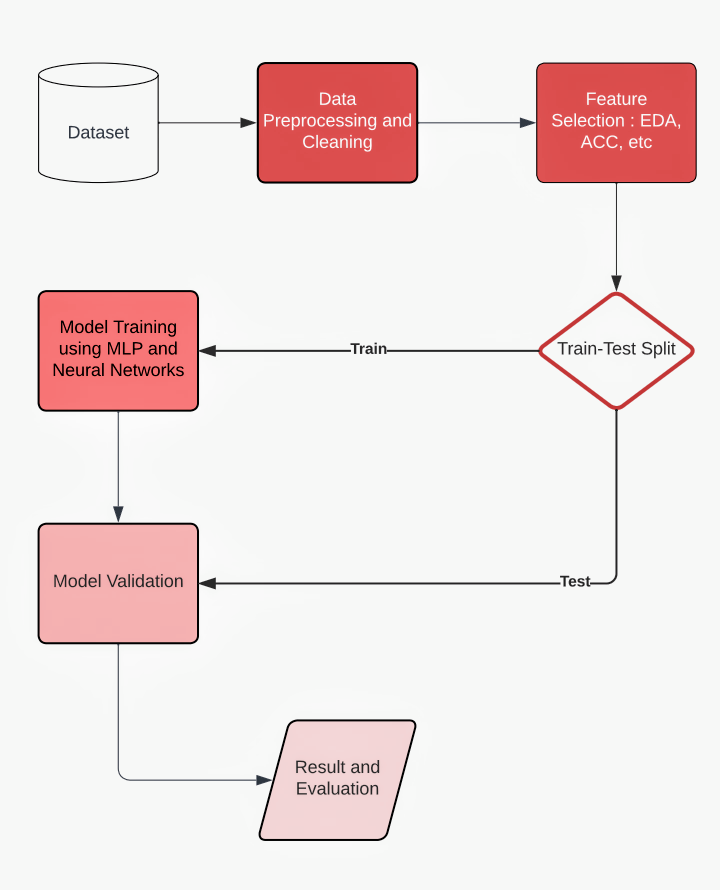 Dataset
Data
Preprocessing and
Cleaning
Feature
Selection : EDA,
ACC, etc
Model Training
using MLP and
Neural Networks
Train
Train-Test Split
Model Validation
Test
Result and
Evaluation